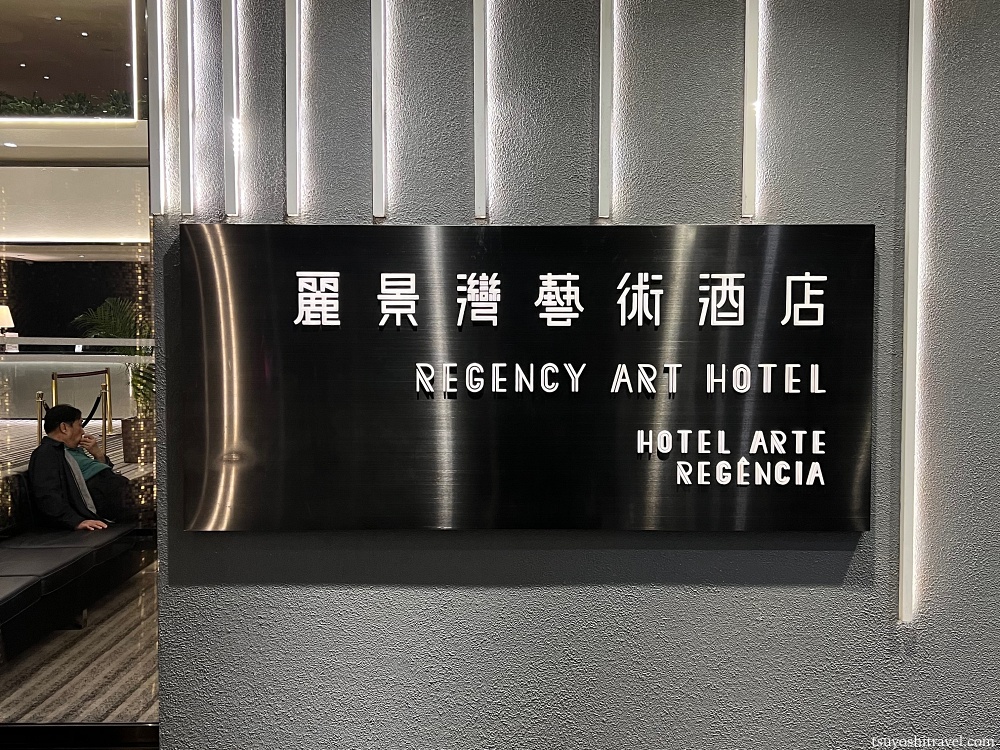 麗景灣藝術酒店
REGENCY ART HOTEL
HOTEL ARTE
REGÊNCIA
tsuyoshitravel.com